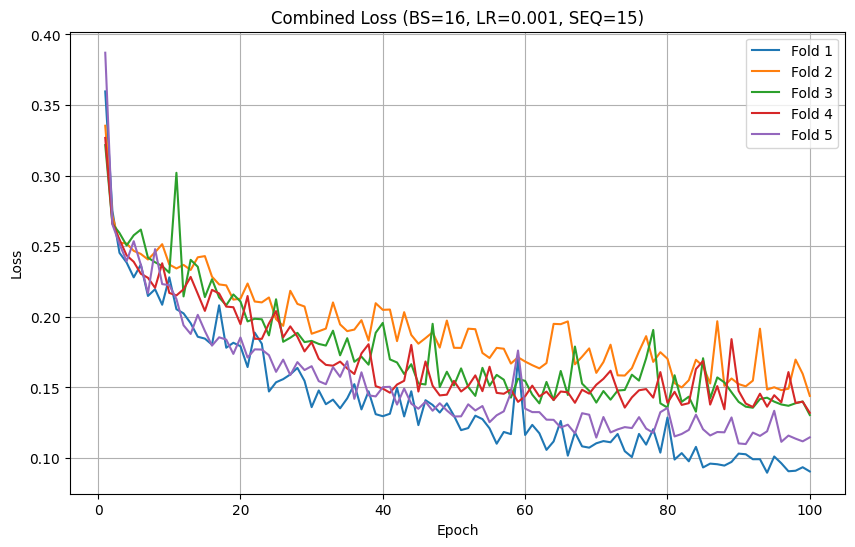 Combined Loss (BS=16, LR=0.001, SEQ=15)
0.40
0.35
0.30
0.25
0.20
0.15
0.10
Loss
Fold 1
Fold 2
Fold 3
Fold 4
Fold 5
0
20
40
60
80
100
Epoch